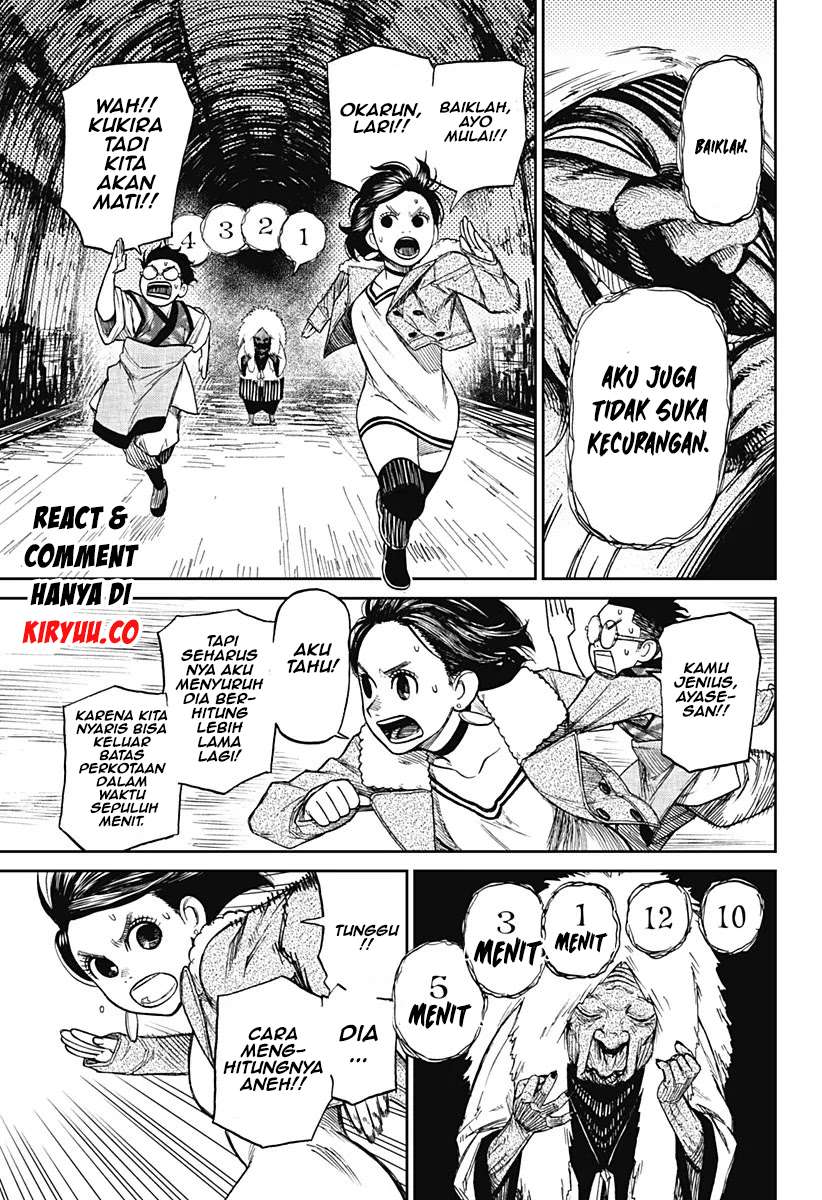 BAIKLAH.
AKU JUGA
TIDAK SUKA
KECURANGAN.
BAIKLAH,
AYO
MULAI!!
OKARUN,
LARI!!
1
2
3
4
WAH!!
KUKIRA
TADI
KITA
AKAN
MATI!!
REACT &
COMMENT
HANYA DI
KIRYUU.CO
KAMU
JENIUS,
AYASE-
SAN!!
AKU
TAHU!
TAPI
SEHARUS
NYA AKU
MENYURUH
DIA BER-
HITUNG
LEBIH
LAMA
LAGI!
KARENA KITA
NYARIS BISA
KELUAR
BATAS
PERKOTAAN
DALAM
WAKTU
SEPULUH
MENIT.
10
12
1
MENIT
3
MENIT
5
MENIT
TUNGGU
!!
DIA
...
CARA
MENG-
HITUNGNYA
ANEH!!